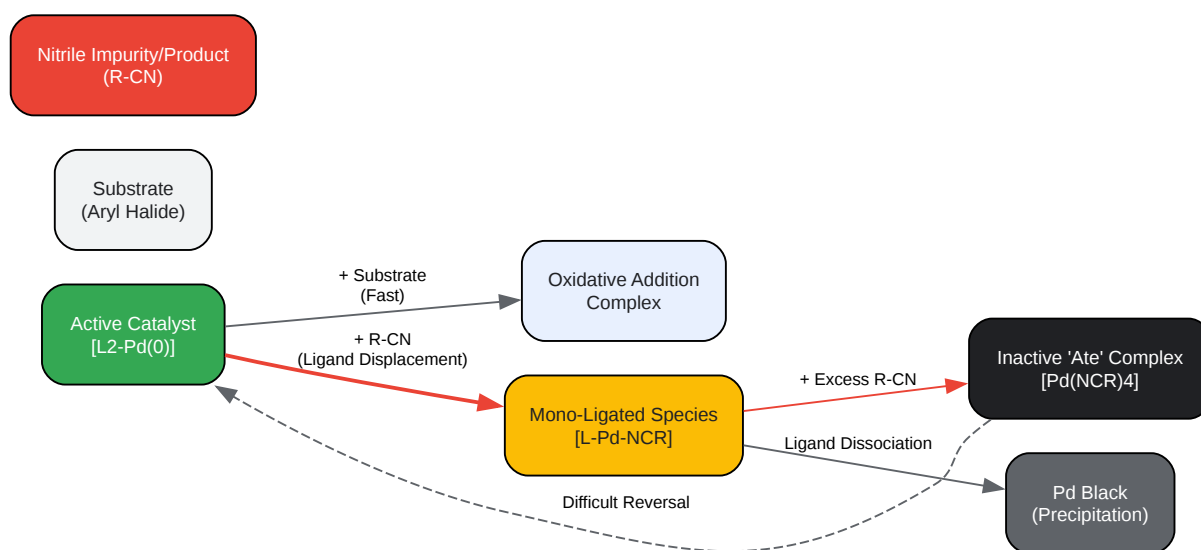 Nitrile Impurity/Product
(R-CN)
Substrate
(Aryl Halide)
Active Catalyst
[L2-Pd(0)]
+ Substrate
(Fast)
+ R-CN
(Ligand Displacement)
Oxidative Addition
Complex
Mono-Ligated Species
[L-Pd-NCR]
+ Excess R-CN
Ligand Dissociation
Inactive 'Ate' Complex
[Pd(NCR)4]
Pd Black
(Precipitation)
Difficult Reversal